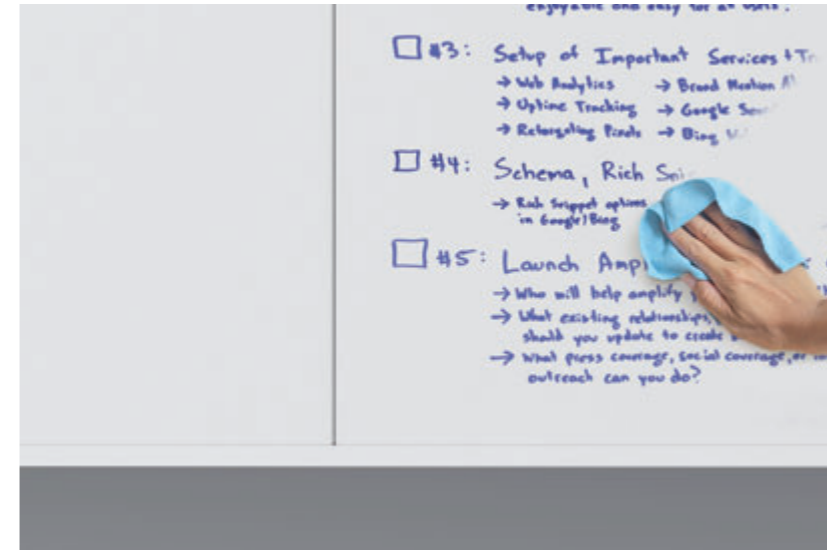 enjoyable and easy for all users.
#3: Setup of Important Services +
→ Web Analytics → Brand Mention
→ Uptime Tracking → Google
→ Retargeting Pixels → Bing
#4: Schema, Rich
→ Rich Snippet options
in Google/Bing
#5: Launch
→ Who will help amplify
→ What existing relationships,
should you update to create
→ What press coverage, social coverage, or
outreach can you do?